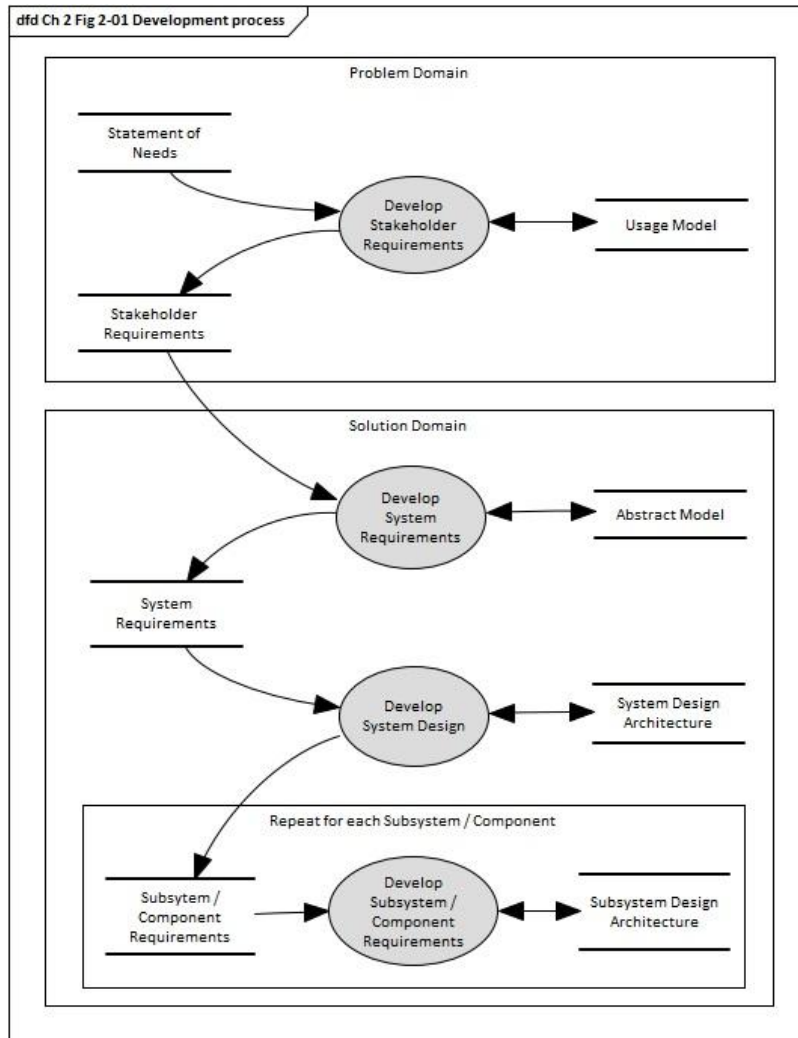 dfd Ch 2 Fig 2-01 Development process
Problem Domain
Statement of
Needs
Develop
Stakeholder
Requirements
Usage Model
Stakeholder
Requirements
Solution Domain
Develop
System
Requirements
Abstract Model
System
Requirements
Develop
System Design
System Design
Architecture
Repeat for each Subsystem / Component
Subsytem /
Component
Requirements
Develop
Subsystem /
Component
Requirements
Subsystem Design
Architecture